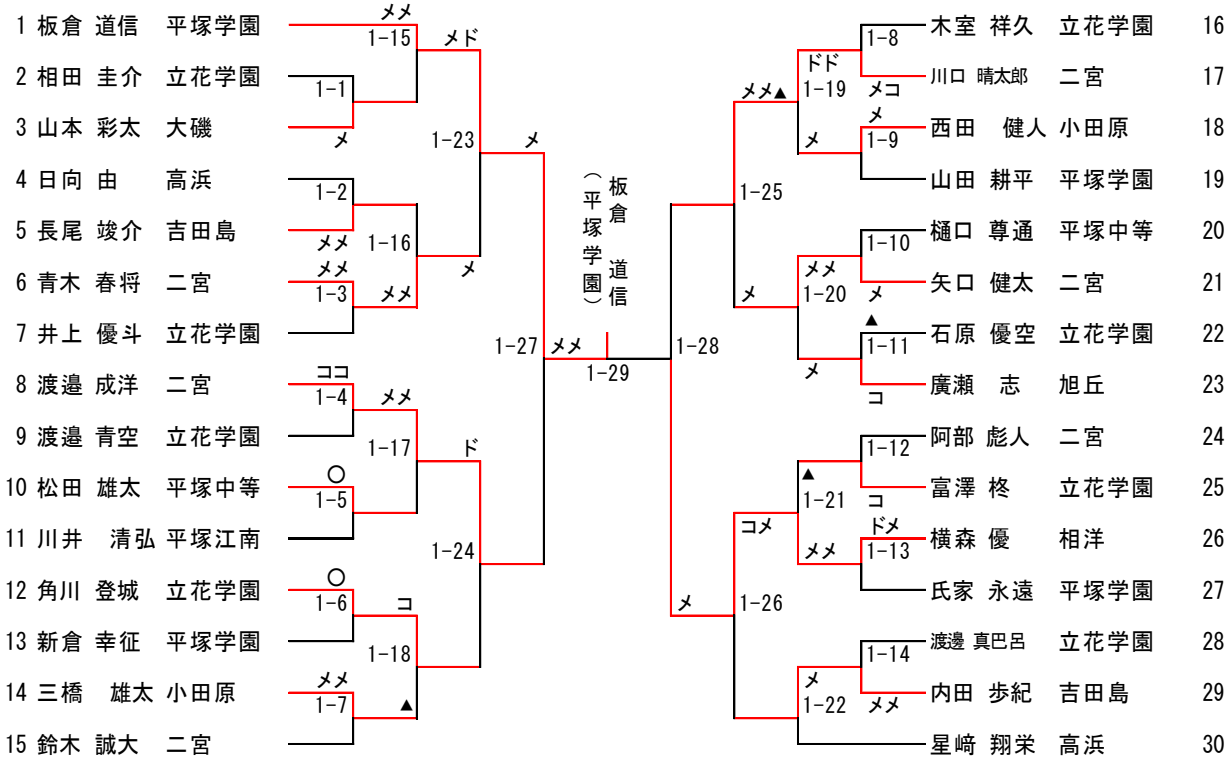 1 板倉 道信 平塚学園
メメ
1-15
メド
2 相田 圭介 立花学園
1-1
3 山本 彩太 大磯
メ
1-23
メ
4 日向 由 高浜
1-2
5 長尾 竣介 吉田島
メメ
1-16
メ
6 青木 春将 二宮
メメ
1-3
メメ
7 井上 優斗 立花学園
1-27
メメ
8 渡邉 成洋 二宮
ココ
1-4
メメ
9 渡邉 青空 立花学園
1-17
ド
10 松田 雄太 平塚中等
○
1-5
11 川井 清弘 平塚江南
1-24
12 角川 登城 立花学園
○
1-6
コ
13 新倉 幸征 平塚学園
1-18
14 三橋 雄太 小田原
メメ
1-7
▲
15 鈴木 誠大 二宮
板倉 道信
(平塚学園)
1-29
木室 祥久 立花学園 16
1-8
ドド
川口 晴太郎 二宮 17
メメ▲
1-19
メコ
メ
西田 健人 小田原 18
メ
1-9
山田 耕平 平塚学園 19
1-25
樋口 尊通 平塚中等 20
1-10
メメ
矢口 健太 二宮 21
メ
1-20
メ
▲
石原 優空 立花学園 22
1-28
1-11
メ
廣瀬 志 旭丘 23
コ
阿部 彪人 二宮 24
1-12
▲
富澤 柊 立花学園 25
1-21
コ
コメ
ドメ
横森 優 相洋 26
メメ
1-13
氏家 永遠 平塚学園 27
メ
1-26
渡邊 真巴呂 立花学園 28
1-14
メ
内田 歩紀 吉田島 29
1-22
メメ
星﨑 翔栄 高浜 30